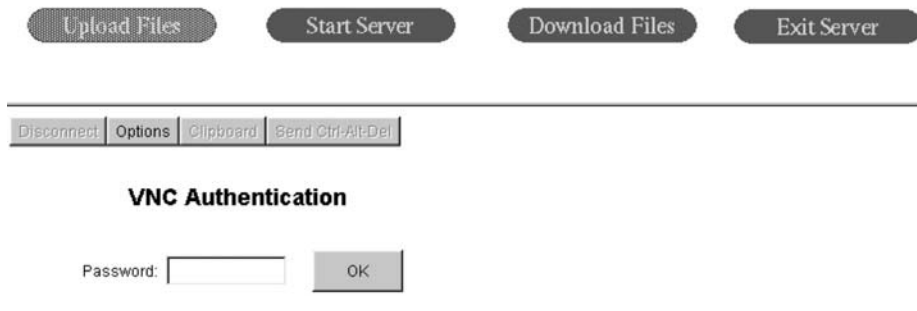 Upload Files Start Server Download Files Exit Server
Disconnect Options Clipboard Send Ctrl-Alt-Del
VNC Authentication
Password: OK